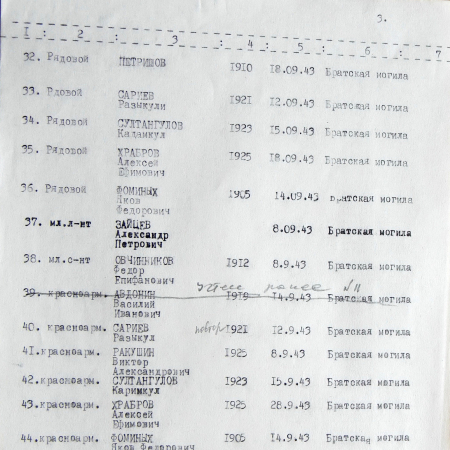 3.
I : 2 : 3 : 4 : 5 : 6 : 7
32. Рядовой ПЕТРИШОВ 1910 18.09.43 Братская могила
33. Рдовой САРИЕВ 1921 12.09.43 Братская могила
Разыкули
34. Рядовой СУЛТАНГУЛОВ 1923 15.09.43 Братская могила
Кадамкул
35. Рядовой ХРАБРОВ 1925 18.09.43 Братская могила
Алексей
Ефимович
36. Рядовой ФОМИНЫХ 1905 14.09.43 Братская могила
Яков
Федорович
37. мл.л-нт ЗАЙЦЕВ 8.09.43 Братская могила
Александр
Петрович
38. мл.с-нт ОВЧИННИКОВ 1912 8.9.43 Братская могила
Федор
Епифанович
39. красноарм. АВДОНИН 1919 14.9.43 Братская могила
учтен ранее №11
Василий
Иванович
40. красноарм. САРИЕВ повтор 1921 12.9.43 Братская могила
Разыкул
41.красноарм. РАКУШИН 1925 8.9.43 Братская могила
Виктор
Александрович
42.красноарм. СУЛТАНГУЛОВ 1923 15.9.43 Братская могила
Каримкул
43.красноарм. ХРАБРОВ 1925 28.9.43 Братская могила
Алексей
Ефимович
44.красноарм. ФОМИНЫХ 1905 14.9.43 Братская могила
Яков Федорович